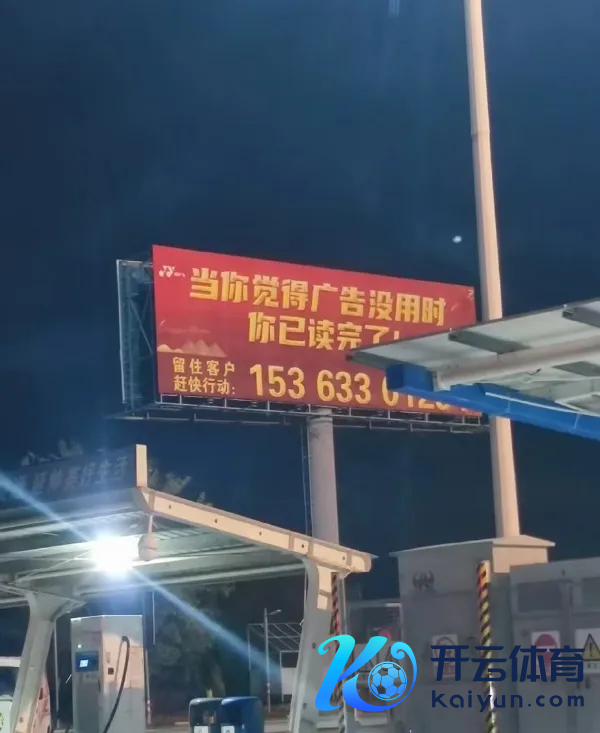 当你觉得广告没用时
你已读完了!
留住客户
赶快行动:
153 633
开云体育
Kaiyun.com